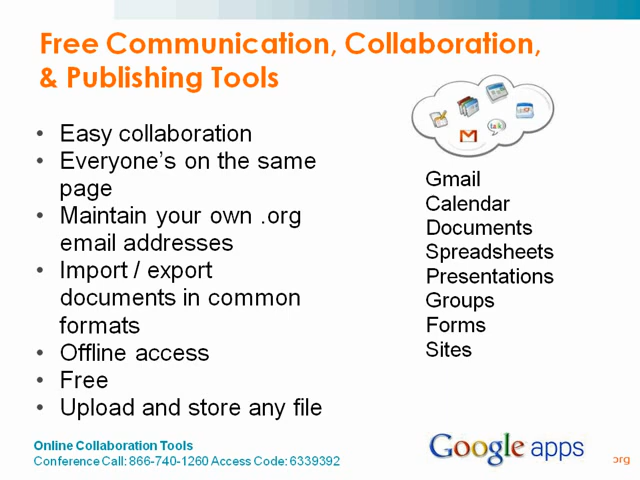 Free Communication, Collaboration,
& Publishing Tools
• Easy collaboration
• Everyone's on the same
page
• Maintain your own .org
email addresses
• Import / export
documents in common
formats
• Offline access
• Free
• Upload and store any file
Gmail
Calendar
Documents
Spreadsheets
Presentations
Groups
Forms
Sites
Online Collaboration Tools
Conference Call: 866-740-1260 Access Code: 6339392
Google apps
org